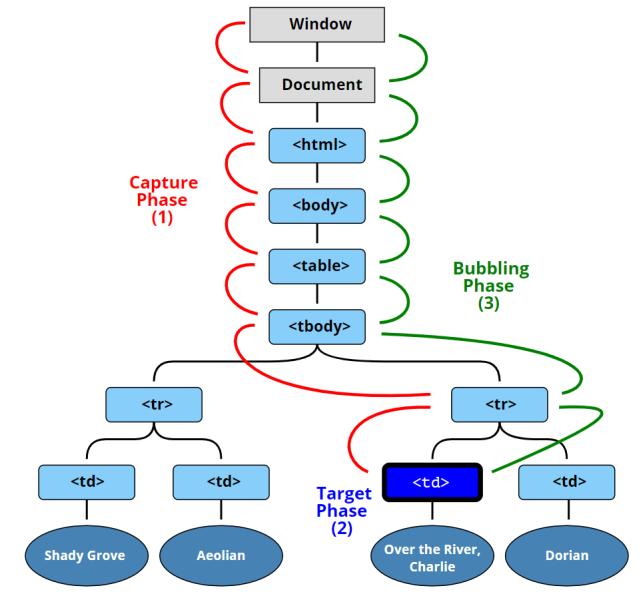 Window
Document
<html>
<body>
<table>
<tbody>
Capture
Phase
(1)
Bubbling
Phase
(3)
<tr>
<tr>
<td>
<td>
<td>
<td>
Target
Phase
(2)
Shady Grove
Aeolian
Over the River,
Charlie
Dorian